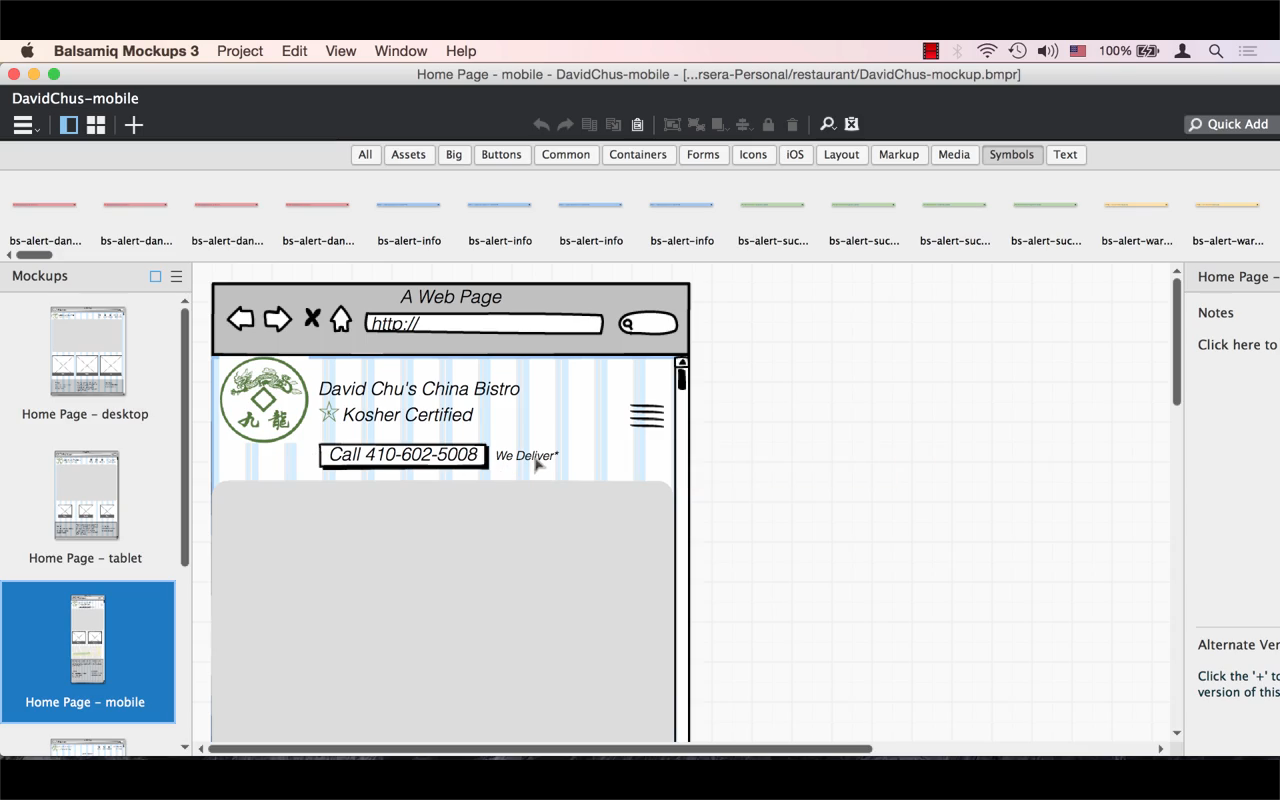 Balsamiq Mockups 3 Project Edit View Window Help 100%
Home Page - mobile - DavidChus-mobile - [...rsera-Personal/restaurant/DavidChus-mockup.bmpr]
DavidChus-mobile
Quick Add
All Assets Big Buttons Common Containers Forms Icons iOS Layout Markup Media Symbols Text
bs-alert-dan... bs-alert-dan... bs-alert-dan... bs-alert-dan... bs-alert-info bs-alert-info bs-alert-info bs-alert-info bs-alert-suc... bs-alert-suc... bs-alert-suc... bs-alert-suc... bs-alert-war... bs-alert-war...
Mockups
Home Page - desktop
Home Page - tablet
Home Page - mobile
A Web Page
http://
David Chu's China Bistro
Kosher Certified
九 龍
Call 410-602-5008 We Deliver*
Home Page -
Notes
Click here to
Alternate Ver
Click the '+' to
version of this